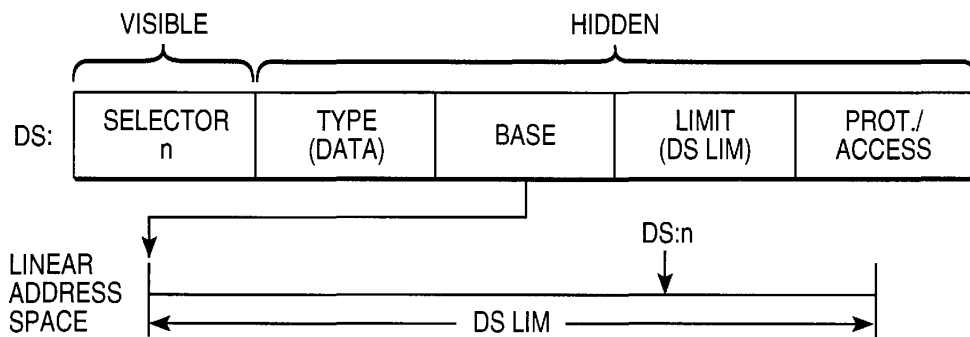 VISIBLE
HIDDEN
DS:
SELECTOR
n
TYPE
(DATA)
BASE
LIMIT
(DS LIM)
PROT./
ACCESS
DS:n
LINEAR
ADDRESS
SPACE
DS LIM